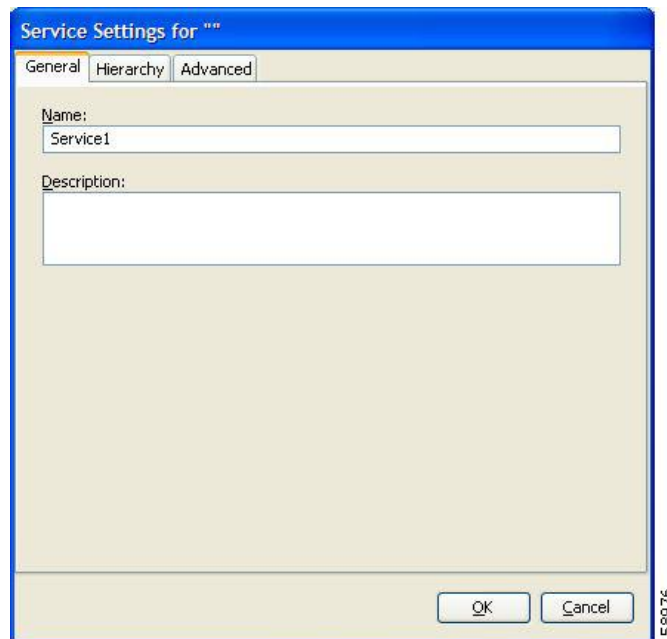 Service Settings for ""
General Hierarchy Advanced
Name:
Service1
Description:
OK Cancel